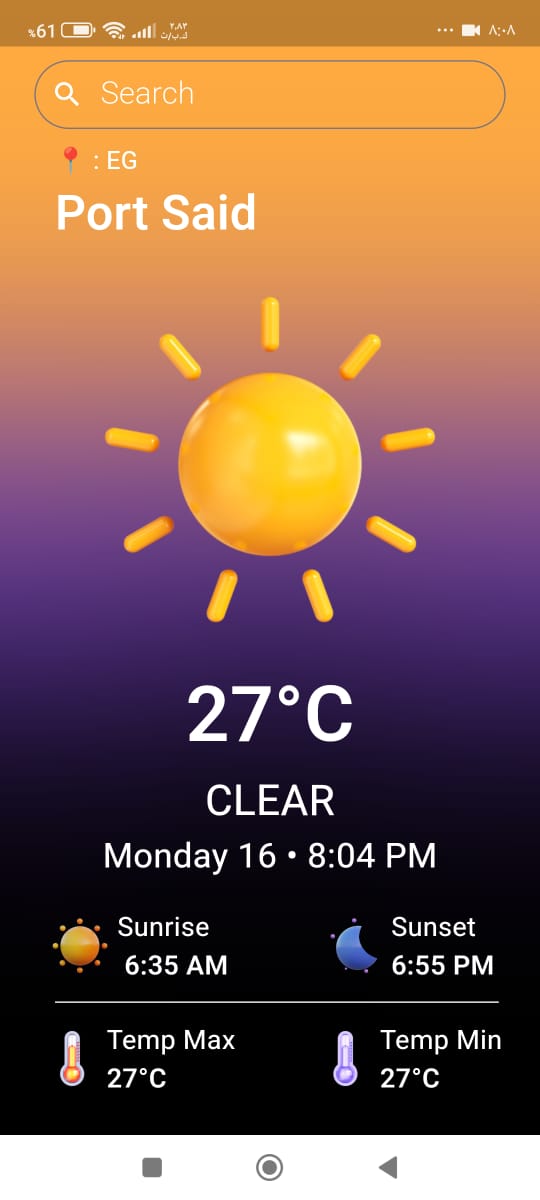 %61 ٢,٨٣ ٨:٠٨
ك.ب/ث
Search
: EG
Port Said
27°C
CLEAR
Monday 16 • 8:04 PM
Sunrise Sunset
6:35 AM 6:55 PM
Temp Max Temp Min
27°C 27°C